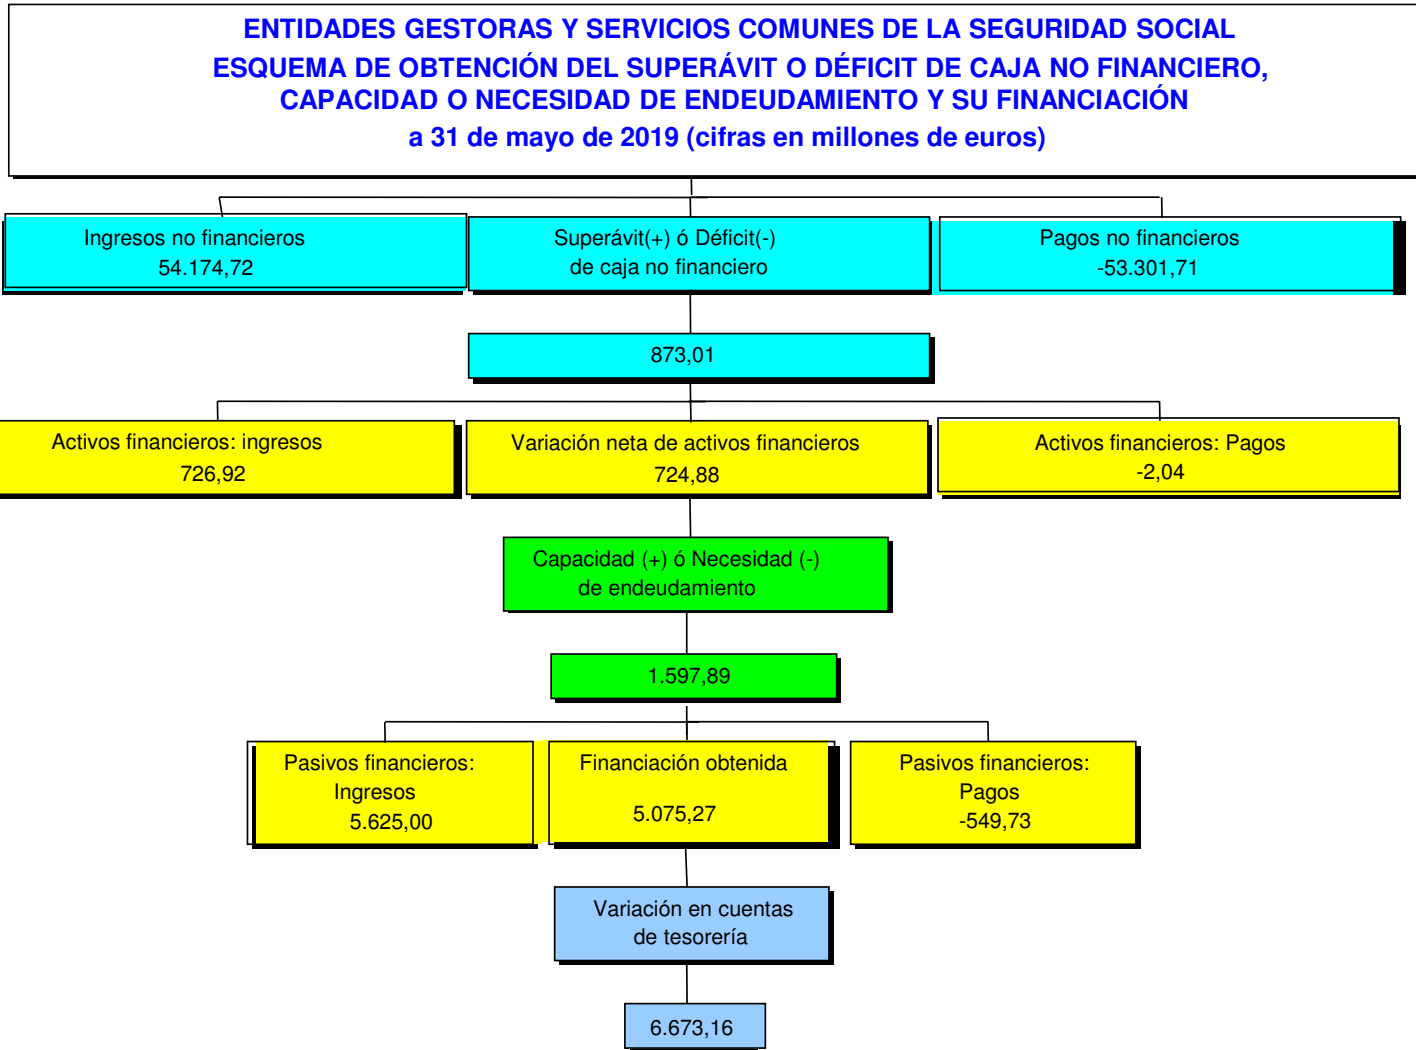 ENTIDADES GESTORAS Y SERVICIOS COMUNES DE LA SEGURIDAD SOCIAL
ESQUEMA DE OBTENCIÓN DEL SUPERÁVIT O DÉFICIT DE CAJA NO FINANCIERO,
CAPACIDAD O NECESIDAD DE ENDEUDAMIENTO Y SU FINANCIACIÓN
a 31 de mayo de 2019 (cifras en millones de euros)
Ingresos no financieros
54.174,72
Superávit(+) ó Déficit(-)
de caja no financiero
Pagos no financieros
-53.301,71
873,01
Activos financieros: ingresos
726,92
Variación neta de activos financieros
724,88
Activos financieros: Pagos
-2,04
Capacidad (+) ó Necesidad (-)
de endeudamiento
1.597,89
Pasivos financieros:
Ingresos
5.625,00
Financiación obtenida
5.075,27
Pasivos financieros:
Pagos
-549,73
Variación en cuentas
de tesorería
6.673,16